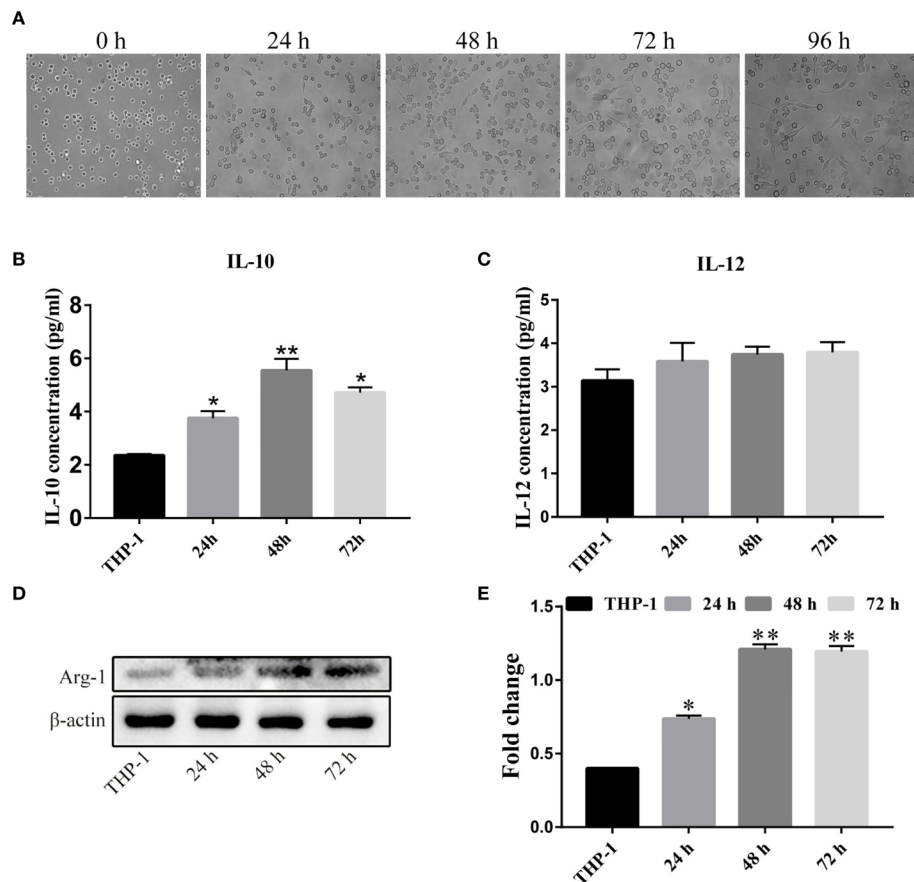 A
0 h 24 h 48 h 72 h 96 h
B
IL-10
IL-10 concentration (pg/ml)
8
6
4
2
0
*
**
*
THP-1 24h 48h 72h
C
IL-12
IL-12 concentration (pg/ml)
5
4
3
2
1
0
THP-1 24h 48h 72h
D
Arg-1
β-actin
THP-1 24 h 48 h 72 h
E
THP-1 24 h 48 h 72 h
Fold change
1.5
1.0
0.5
0.0
*
**
**
THP-1 24 h 48 h 72 h